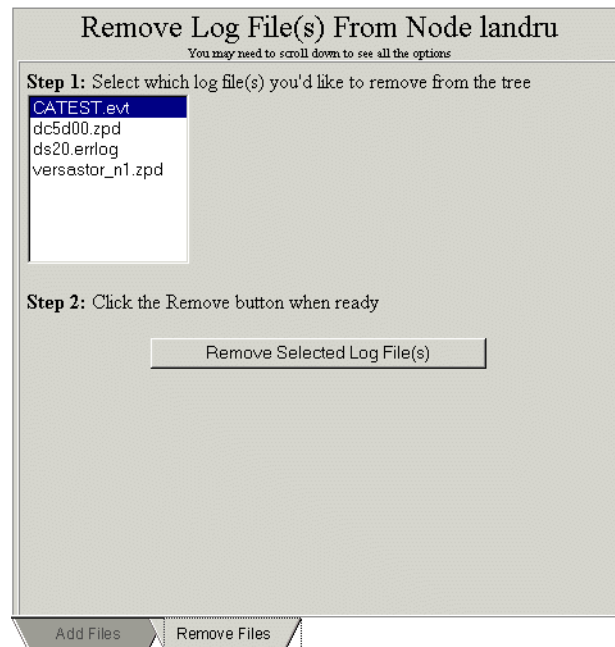 Remove Log File(s) From Node landru
You may need to scroll down to see all the options
Step 1: Select which log file(s) you'd like to remove from the tree
CATEST.evt
dc5d00.zpd
ds20.errlog
versastor_n1.zpd
Step 2: Click the Remove button when ready
Remove Selected Log File(s)
Add Files
Remove Files